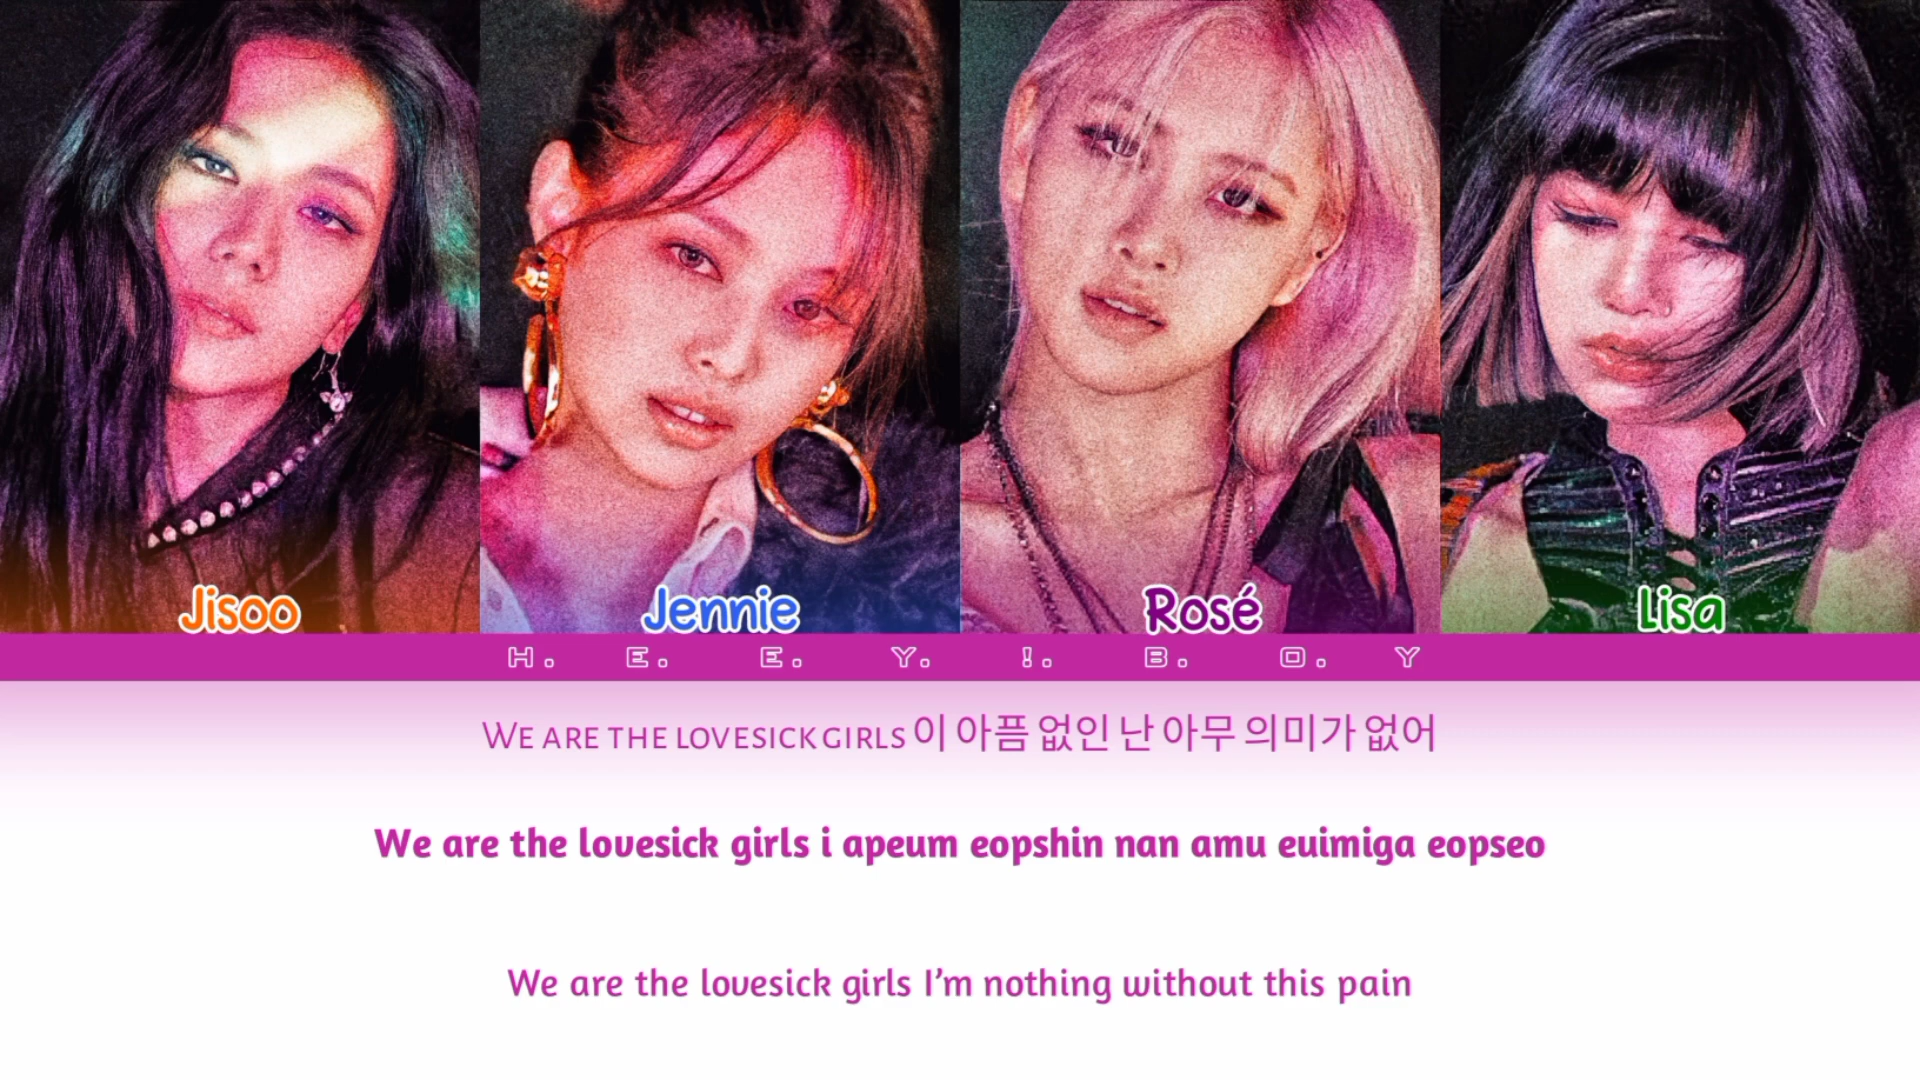 Jisoo Jennie Rosé Lisa
H. E. E. Y. !. B. O. Y
We are the lovesick girls 이 아픔 없인 난 아무 의미가 없어
We are the lovesick girls i apeum eopshin nan amu euimiga eopseo
We are the lovesick girls I’m nothing without this pain